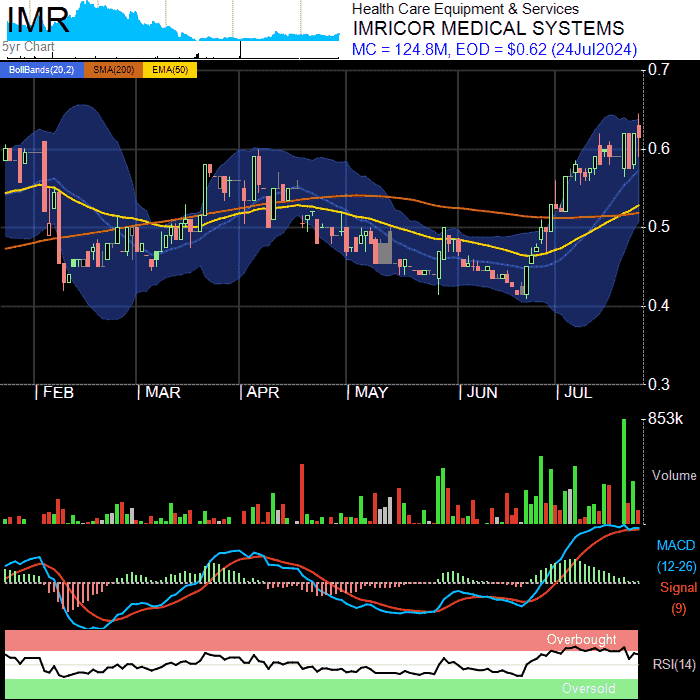 IMR
5yr Chart
Health Care Equipment & Services
IMRICOR MEDICAL SYSTEMS
MC = 124.8M, EOD = $0.62 (24Jul2024)
BollBands(20,2) SMA(200) EMA(50)
0.7
0.6
0.5
0.4
0.3
FEB MAR APR MAY JUN JUL
853k
Volume
MACD
(12-26)
Signal
(9)
Overbought
RSI(14)
Oversold